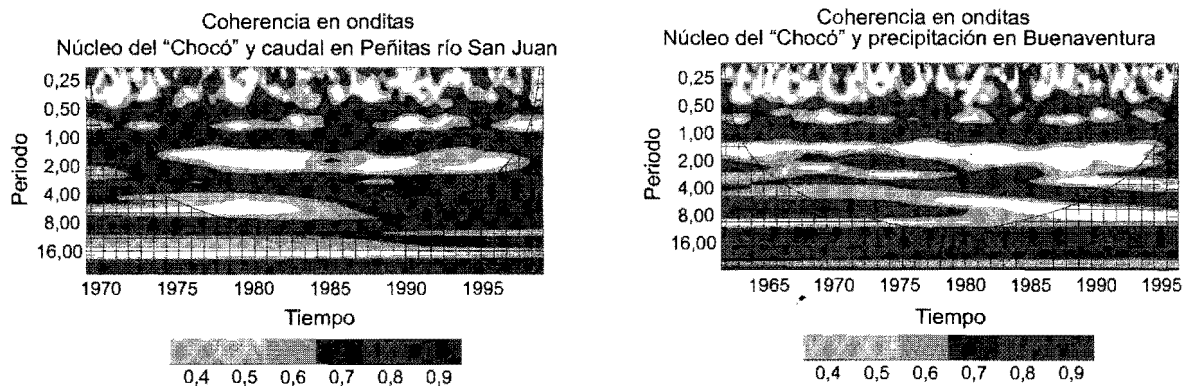 Coherencia en onditas
Núcleo del “Chocó” y caudal en Peñitas río San Juan
Periodo
0,25
0,50
1,00
2,00
4,00
8,00
16,00
1970 1975 1980 1985 1990 1995
Tiempo
0,4 0,5 0,6 0,7 0,8 0,9
Coherencia en onditas
Núcleo del “Chocó” y precipitación en Buenaventura
Periodo
0,25
0,50
1,00
2,00
4,00
8,00
16,00
1965 1970 1975 1980 1985 1990 1995
Tiempo
0,4 0,5 0,6 0,7 0,8 0,9